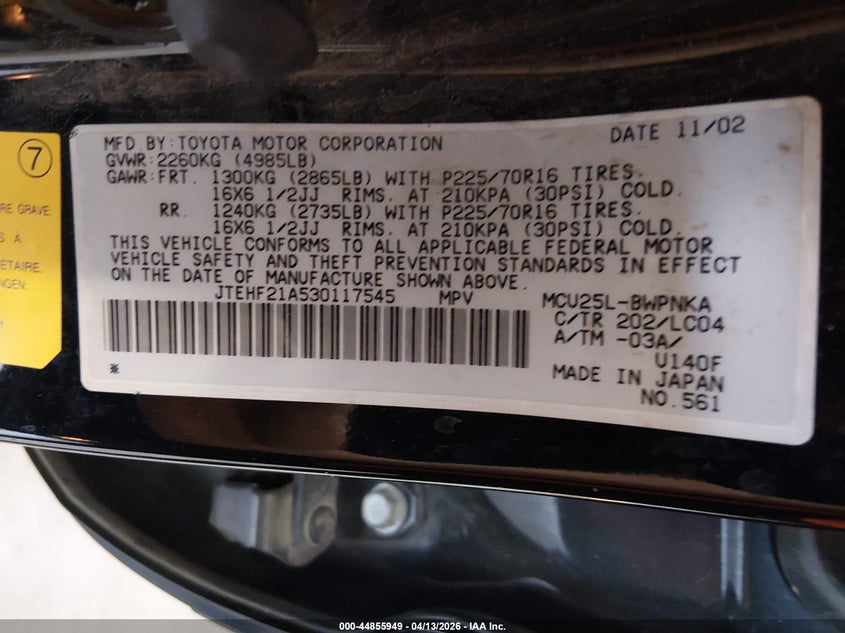 7
RE GRAVE
S À
ÉTAIRE.
NGEN:
H
MFD BY: TOYOTA MOTOR CORPORATION DATE 11/02
GVWR: 2260KG (4985LB)
GAWR: FRT. 1300KG (2865LB) WITH P225/70R16 TIRES.
16X6 1/2JJ RIMS. AT 210KPA (30PSI) COLD.
RR. 1240KG (2735LB) WITH P225/70R16 TIRES.
16X6 1/2JJ RIMS. AT 210KPA (30PSI) COLD.
THIS VEHICLE CONFORMS TO ALL APPLICABLE FEDERAL MOTOR
VEHICLE SAFETY AND THEFT PREVENTION STANDARDS IN EFFECT
ON THE DATE OF MANUFACTURE SHOWN ABOVE.
JTEHF21A530117545 MPV MCU25L-BWPNKA
C/TR 202/LC04
A/TM -03A/
U140F
* MADE IN JAPAN
NO.561
000-44855949 - 04/13/2026 - IAA Inc.